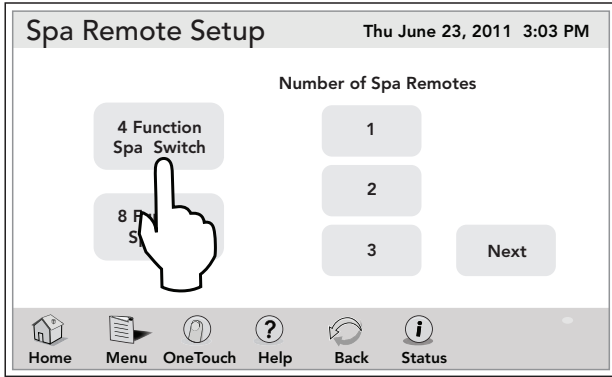 Spa Remote Setup
Thu June 23, 2011 3:03 PM
Number of Spa Remotes
4 Function
Spa Switch
1
2
8
3
Next
?
i
Home
Menu
OneTouch
Help
Back
Status